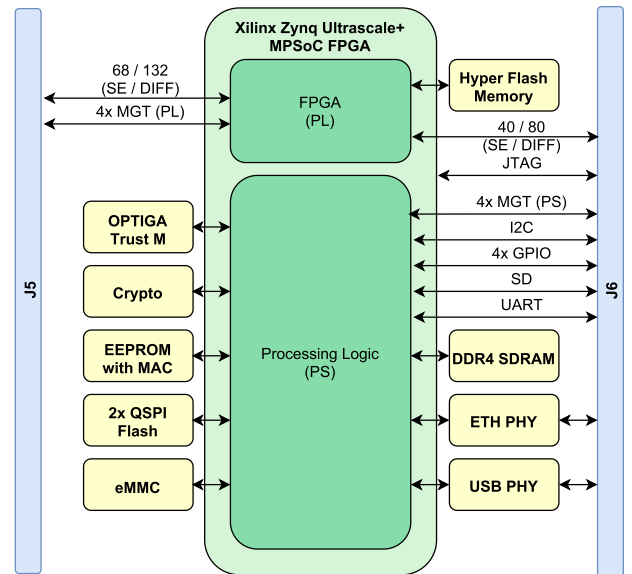 Xilinx Zynq Ultrascale+
MPSoC FPGA
68 / 132
(SE / DIFF)
4x MGT (PL)
FPGA
(PL)
Hyper Flash
Memory
40 / 80
(SE / DIFF)
JTAG
4x MGT (PS)
I2C
4x GPIO
SD
UART
OPTIGA
Trust M
Crypto
EEPROM
with MAC
2x QSPI
Flash
eMMC
Processing Logic
(PS)
DDR4 SDRAM
ETH PHY
USB PHY
J5
J6